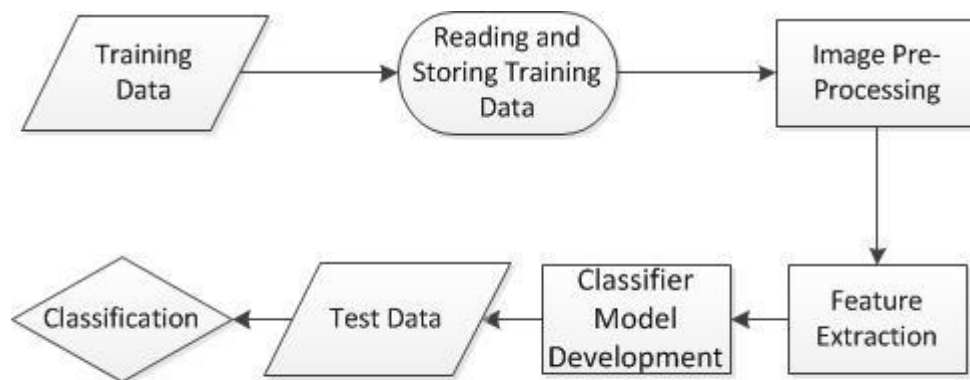 Training
Data
Reading and
Storing Training
Data
Image Pre-
Processing
Feature
Extraction
Classifier
Model
Development
Test Data
Classification